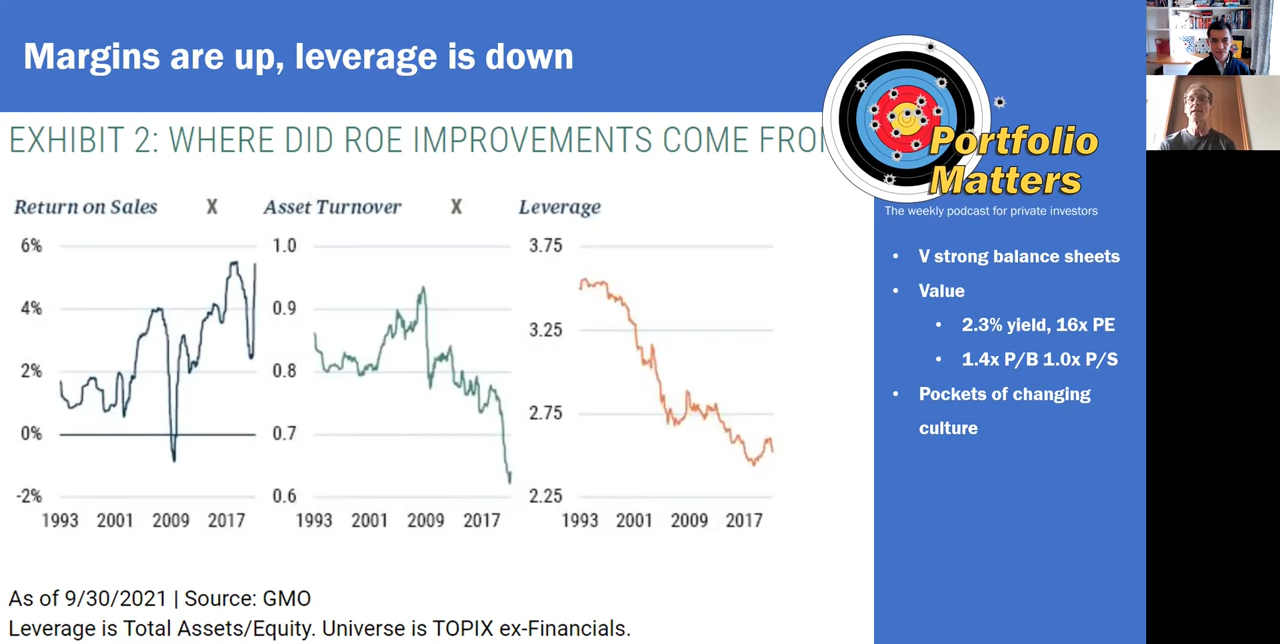 Margins are up, leverage is down
EXHIBIT 2: WHERE DID ROE IMPROVEMENTS COME FRO
Portfolio
Matters
The weekly podcast for private investors
Return on Sales X Asset Turnover X Leverage
6%
4%
2%
0%
-2%
1993 2001 2009 2017
1.0
0.9
0.8
0.7
0.6
1993 2001 2009 2017
3.75
3.25
2.75
2.25
1993 2001 2009 2017
• V strong balance sheets
• Value
• 2.3% yield, 16x PE
• 1.4x P/B 1.0x P/S
• Pockets of changing
culture
As of 9/30/2021 | Source: GMO
Leverage is Total Assets/Equity. Universe is TOPIX ex-Financials.